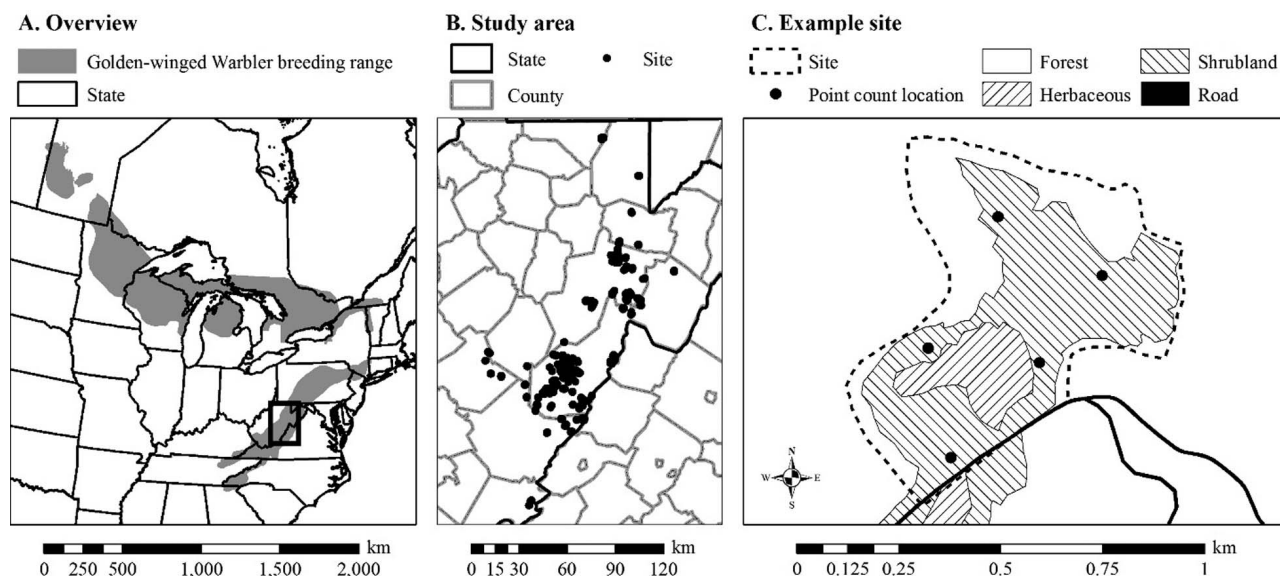 A. Overview
Golden-winged Warbler breeding range
State
B. Study area
State
Site
County
C. Example site
Site
Forest
Shrubland
Point count location
Herbaceous
Road
N
W E
S
km
0 250 500 1,000 1,500 2,000
km
0 15 30 60 90 120
km
0 0.125 0.25 0.5 0.75 1